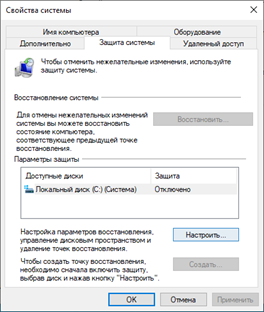 Свойства системы
Имя компьютера
Оборудование
Дополнительно
Защита системы
Удаленный доступ
Чтобы отменить нежелательные изменения, используйте
защиту системы.
Восстановление системы
Для отмены нежелательных изменений
системы вы можете восстановить
состояние компьютера,
соответствующее предыдущей точке
восстановления.
Восстановить...
Параметры защиты
Доступные диски
Защита
Локальный диск (C:) (Система)
Отключено
Настройка параметров восстановления,
управление дисковым пространством и
удаление точек восстановления.
Настроить...
Чтобы создать точку восстановления,
необходимо сначала включить защиту,
выбрав диск и нажав кнопку "Настроить".
Создать...
ОК
Отмена
Применить